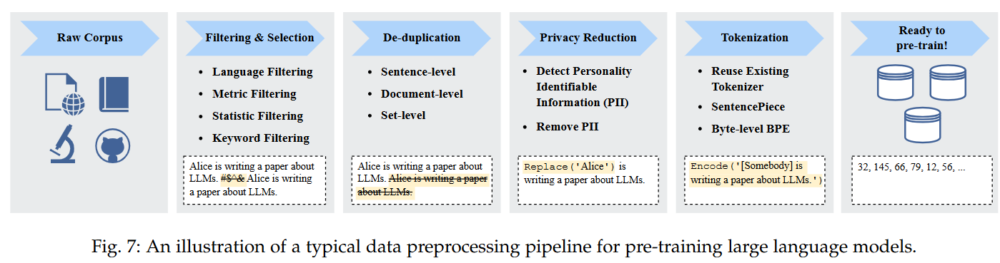 Raw Corpus
Filtering & Selection
• Language Filtering
• Metric Filtering
• Statistic Filtering
• Keyword Filtering
Alice is writing a paper about
LLMs. #$^& Alice is writing
a paper about LLMs.
De-duplication
• Sentence-level
• Document-level
• Set-level
Alice is writing a paper about
LLMs. Alice is writing a paper
about LLMs.
Privacy Reduction
• Detect Personality
Identifiable
Information (PII)
• Remove PII
Replace('Alice') is
writing a paper about LLMs.
Tokenization
• Reuse Existing
Tokenizer
• SentencePiece
• Byte-level BPE
Encode('[Somebody] is
writing a paper about LLMs.')
Ready to
pre-train!
32, 145, 66, 79, 12, 56, ...
Fig. 7: An illustration of a typical data preprocessing pipeline for pre-training large language models.